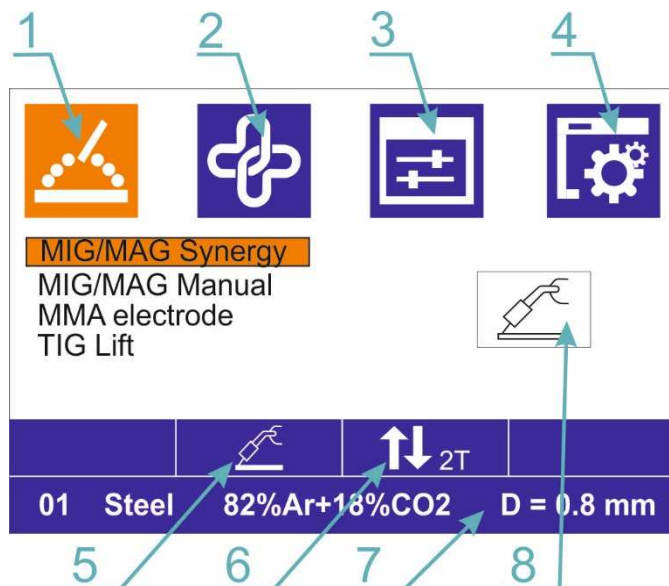 1 2 3 4
MIG/MAG Synergy
MIG/MAG Manual
MMA electrode
TIG Lift
2T
01 Steel 82%Ar+18%CO2 D = 0.8 mm
5 6 7 8